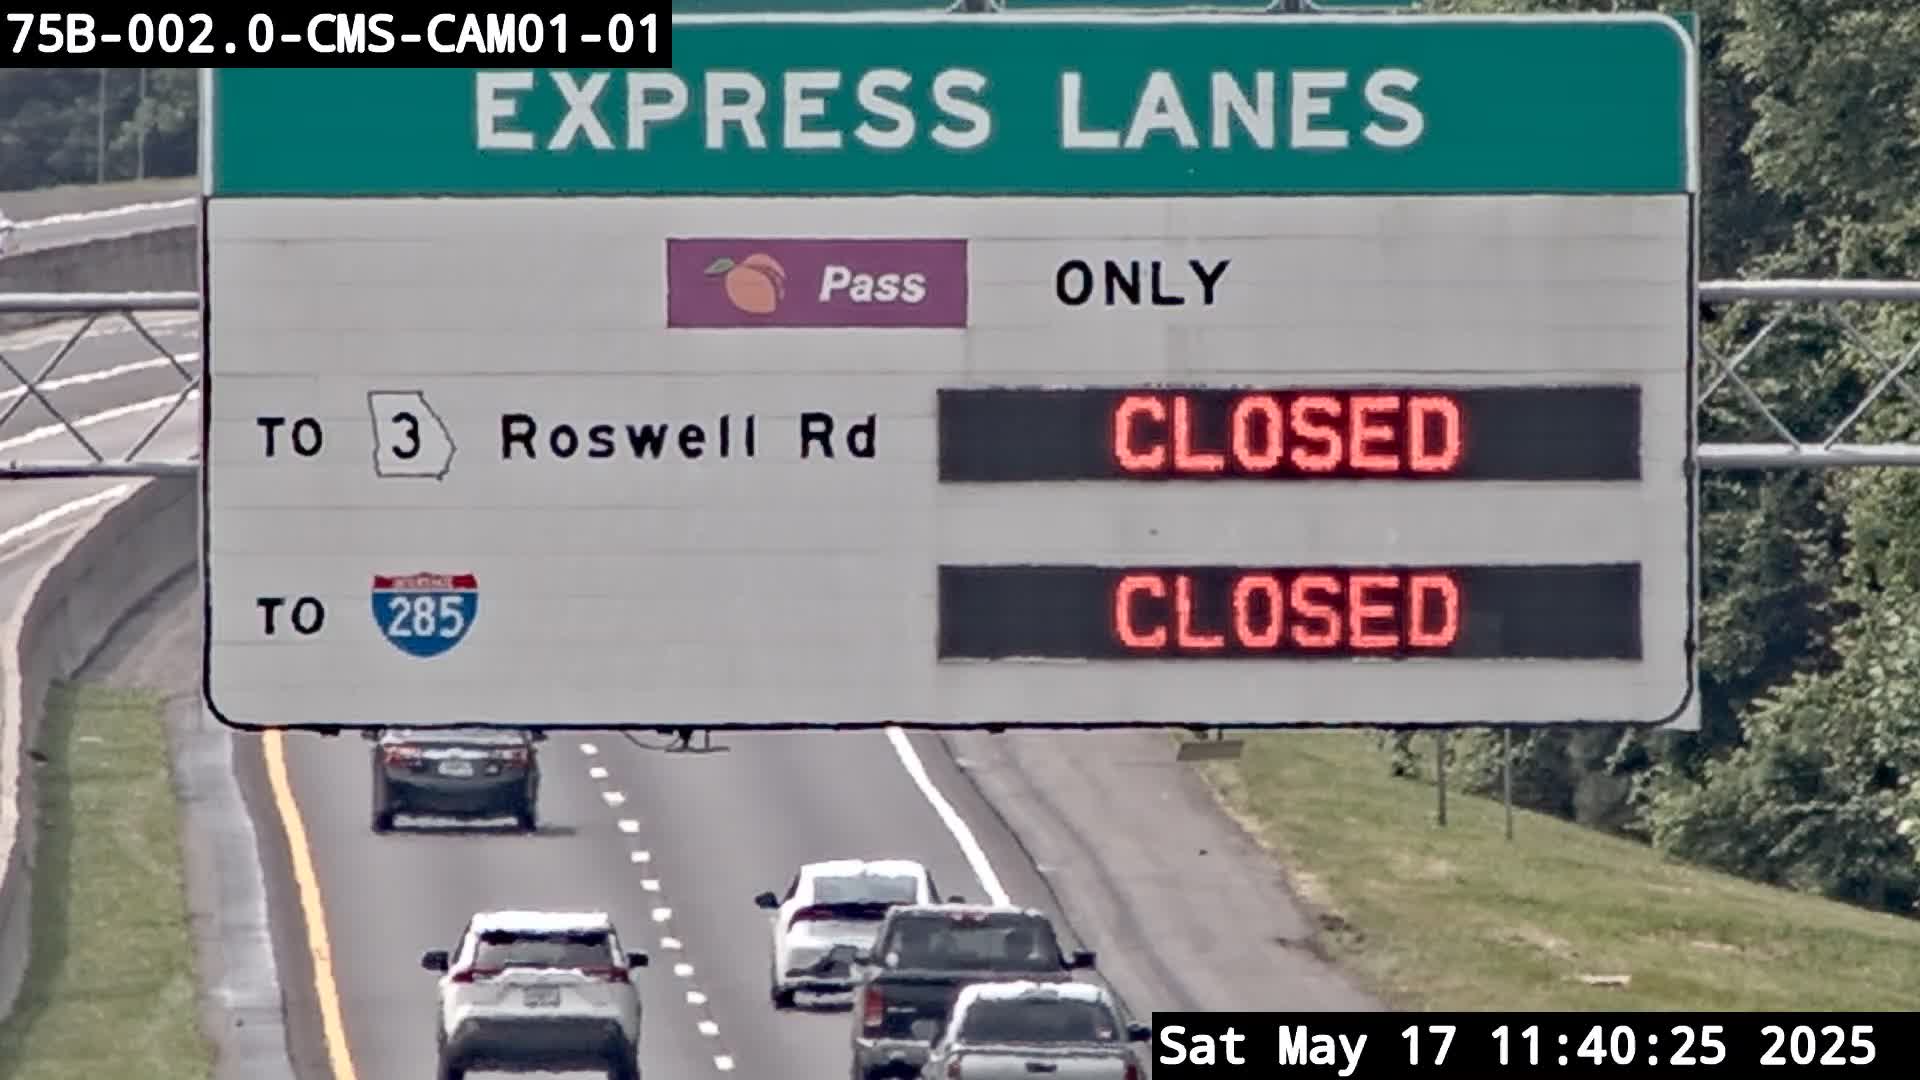 75B-002.0-CMS-CAM01-01
EXPRESS LANES
Pass ONLY
TO 3 Roswell Rd CLOSED
INTERSTATE
TO 285 CLOSED
Sat May 17 11:40:25 2025